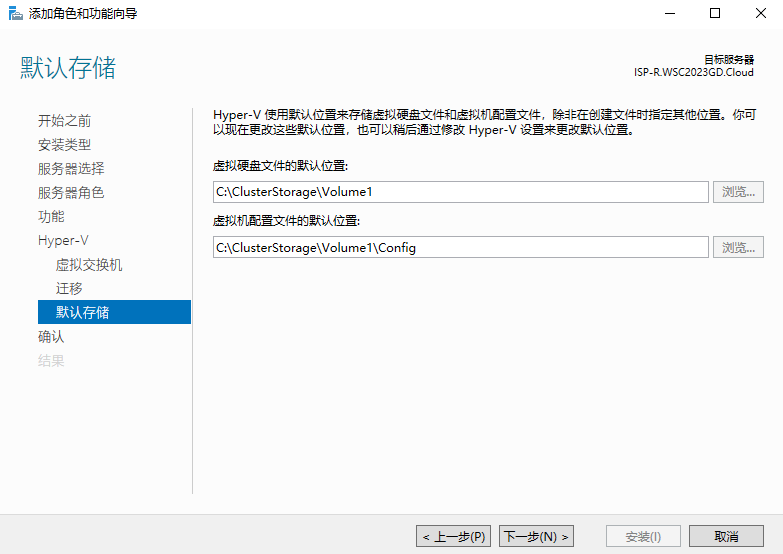 添加角色和功能向导
默认存储
目标服务器
ISP-R.WSC2023GD.Cloud
开始之前
安装类型
服务器选择
服务器角色
功能
Hyper-V
虚拟交换机
迁移
默认存储
确认
结果
Hyper-V 使用默认位置来存储虚拟硬盘文件和虚拟机配置文件，除非在创建文件时指定其他位置。你可
以现在更改这些默认位置，也可以稍后通过修改 Hyper-V 设置来更改默认位置。
虚拟硬盘文件的默认位置:
C:\ClusterStorage\Volume1
浏览...
虚拟机配置文件的默认位置:
C:\ClusterStorage\Volume1\Config
浏览...
< 上一步(P)
下一步(N) >
安装(I)
取消